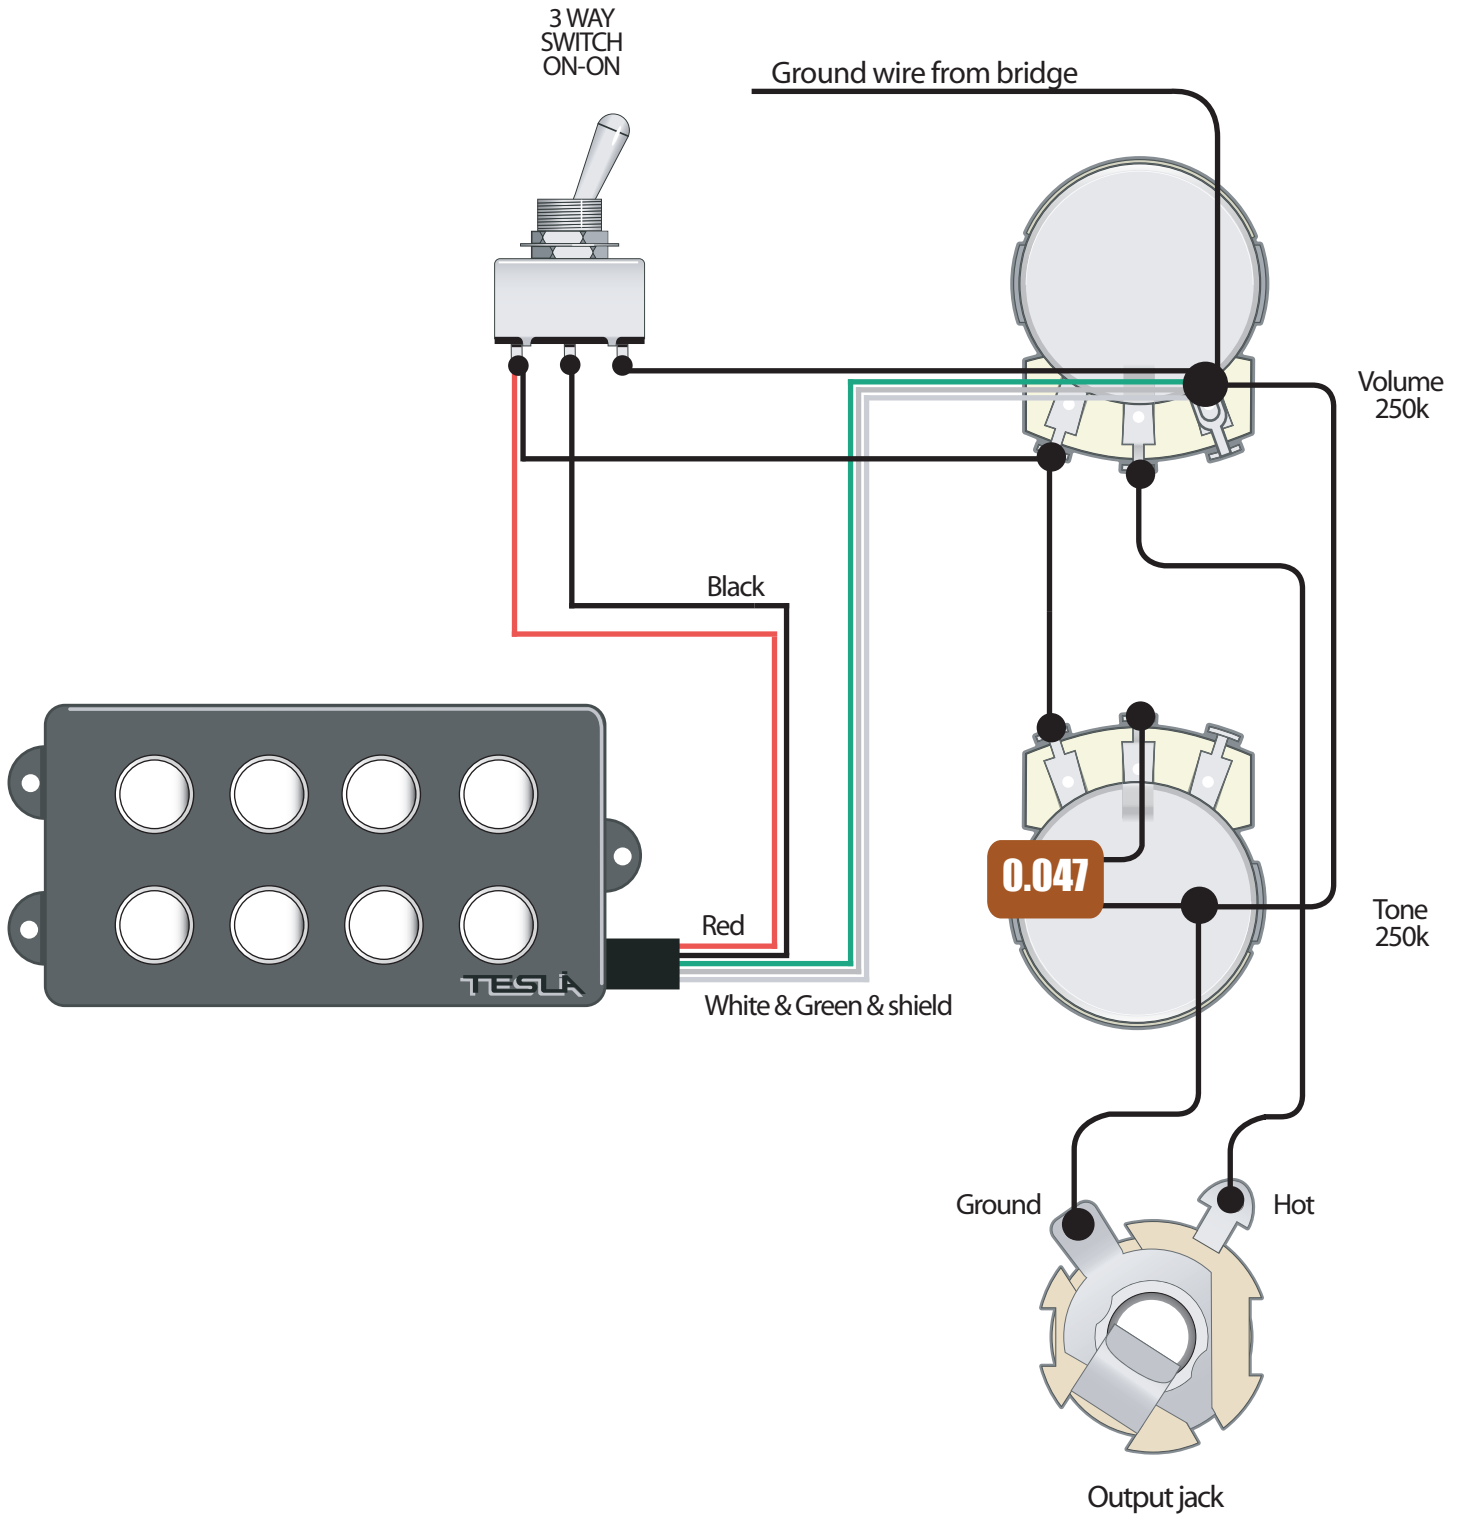 3 WAY
SWITCH
ON-ON
Ground wire from bridge
Volume
250k
Black
0.047
Tone
250k
Red
TESLA
White & Green & shield
Ground
Hot
Output jack